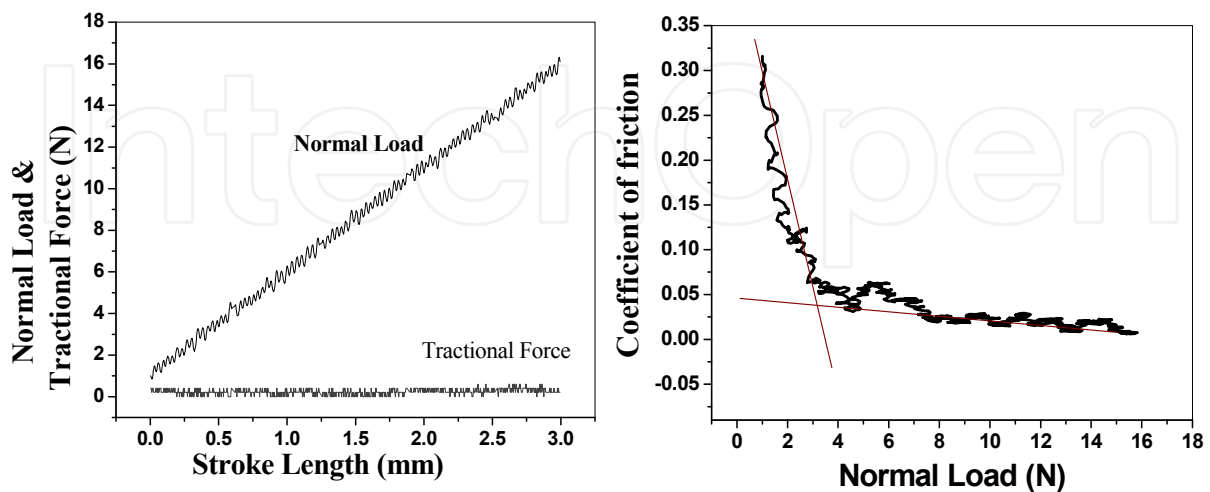 Normal Load &
Tractional Force (N)
18
16
14
12
10
8
6
4
2
0
Normal Load
Tractional Force
0.0 0.5 1.0 1.5 2.0 2.5 3.0
Stroke Length (mm)
Coefficient of friction
0.35
0.30
0.25
0.20
0.15
0.10
0.05
0.00
-0.05
0 2 4 6 8 10 12 14 16 18
Normal Load (N)
IntechOpen